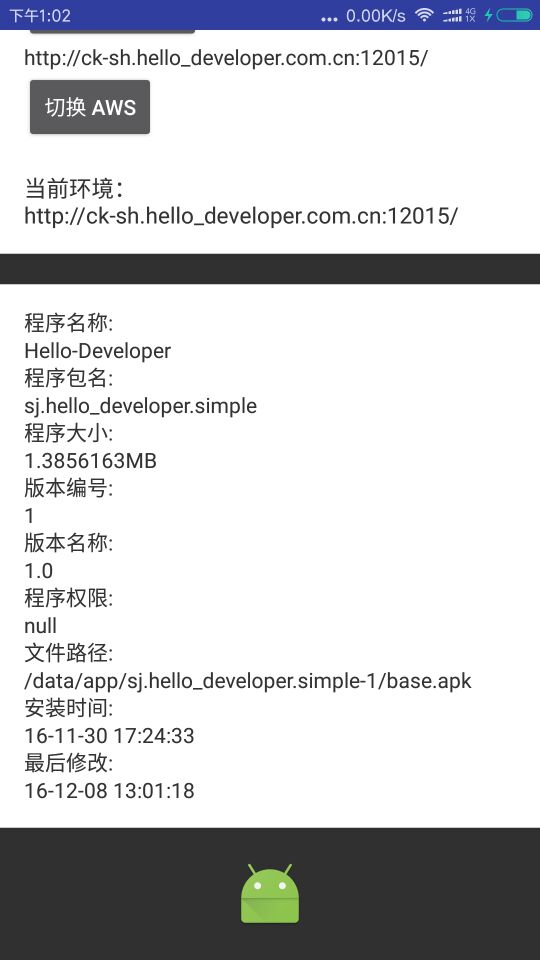 下午1:02
... 0.00K/s
4G
1X
http://ck-sh.hello_developer.com.cn:12015/
切换 AWS
当前环境：
http://ck-sh.hello_developer.com.cn:12015/
程序名称:
Hello-Developer
程序包名:
sj.hello_developer.simple
程序大小:
1.3856163MB
版本编号:
1
版本名称:
1.0
程序权限:
null
文件路径:
/data/app/sj.hello_developer.simple-1/base.apk
安装时间:
16-11-30 17:24:33
最后修改:
16-12-08 13:01:18